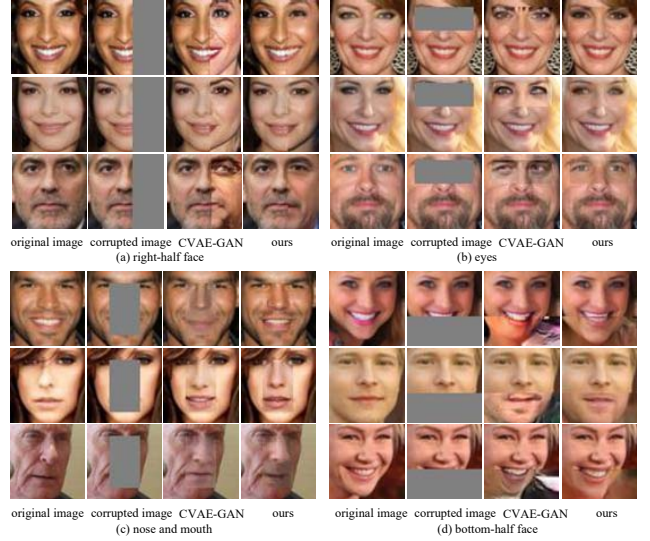 original image corrupted image CVAE-GAN ours
(a) right-half face
original image corrupted image CVAE-GAN ours
(b) eyes
original image corrupted image CVAE-GAN ours
(c) nose and mouth
original image corrupted image CVAE-GAN ours
(d) bottom-half face